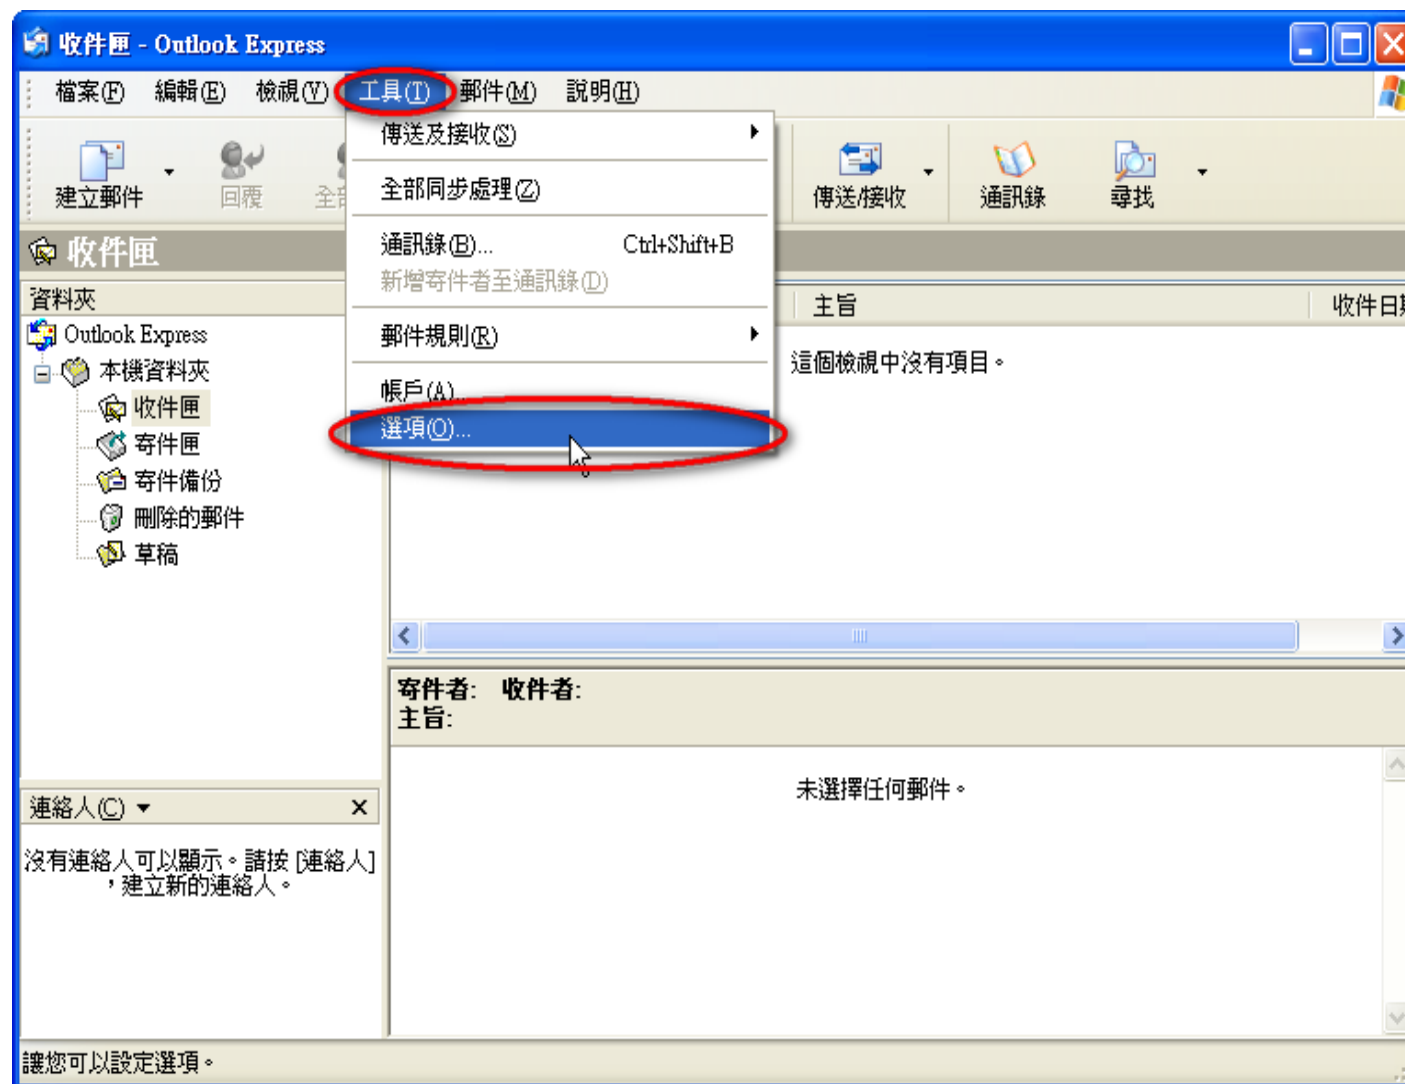 收件匣 - Outlook Express
檔案(F) 編輯(E) 檢視(V) 工具(T) 郵件(M) 說明(H)
傳送及接收(S)
全部同步處理(Z)
通訊錄(B)... Ctrl+Shift+B
新增寄件者至通訊錄(D)
郵件規則(R)
帳戶(A)...
選項(O)...
建立郵件 回覆 全部 傳送/接收 通訊錄 尋找
收件匣
資料夾
Outlook Express
本機資料夾
收件匣
寄件匣
寄件備份
刪除的郵件
草稿
主旨 收件日期
這個檢視中沒有項目。
寄件者: 收件者:
主旨:
未選擇任何郵件。
連絡人(C)
沒有連絡人可以顯示。請按 [連絡人]
，建立新的連絡人。
讓您可以設定選項。